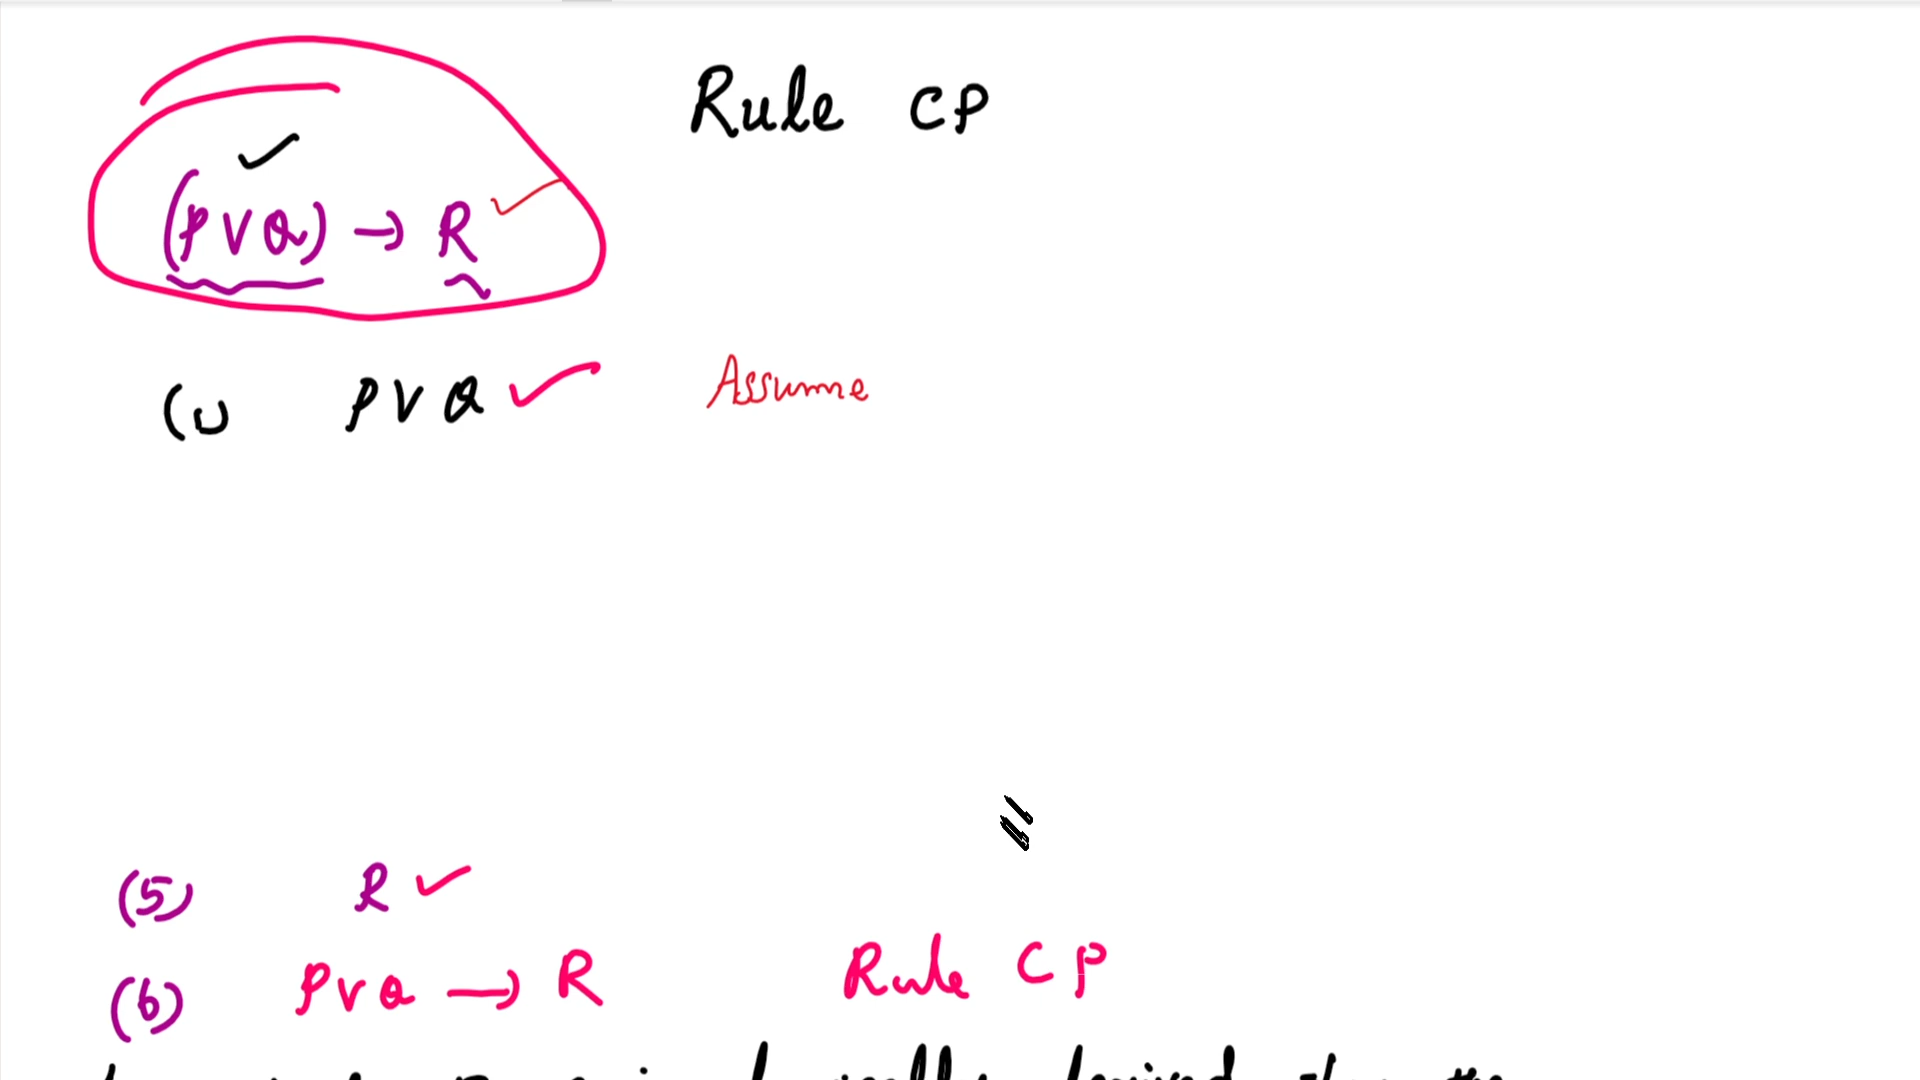 Rule CP
(P V Q) → R
(1) P V Q Assume
(5) R
(6) P V Q → R Rule CP